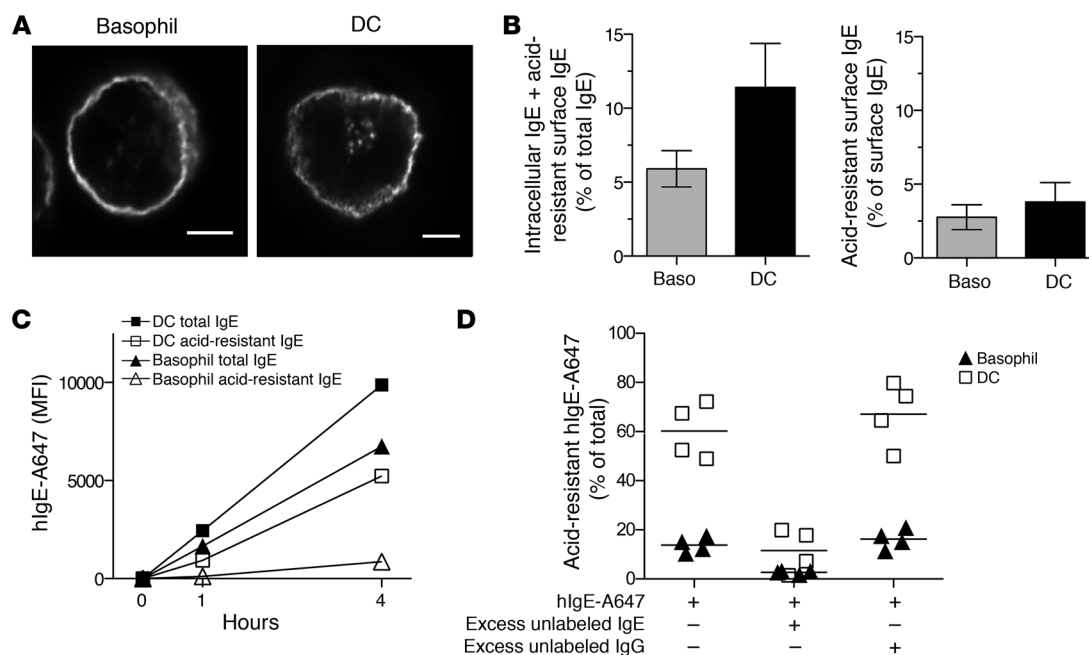 A
Basophil
DC
B
Intracellular IgE + acid-
resistant surface IgE
(% of total IgE)
15
10
5
0
Baso
DC
Acid-resistant surface IgE
(% of surface IgE)
15
10
5
0
Baso
DC
C
DC total IgE
DC acid-resistant IgE
Basophil total IgE
Basophil acid-resistant IgE
hIgE-A647 (MFI)
10000
5000
0
0
1
4
Hours
D
Acid-resistant hIgE-A647
(% of total)
100
80
60
40
20
0
Basophil
DC
hIgE-A647 + + +
Excess unlabeled IgE − + −
Excess unlabeled IgG − − +